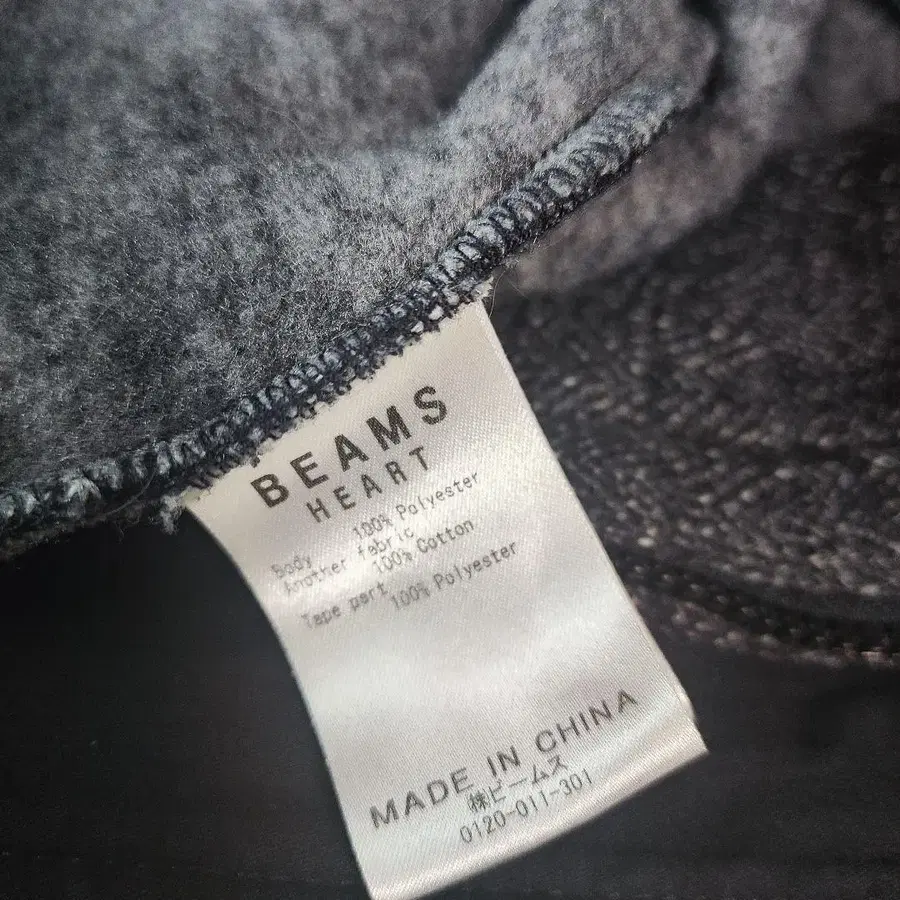 BEAMS
HEART
Body 100% Polyester
Another fabric
100% Cotton
Tape part
100% Polyester
MADE IN CHINA
㈱ビームス
0120-011-301